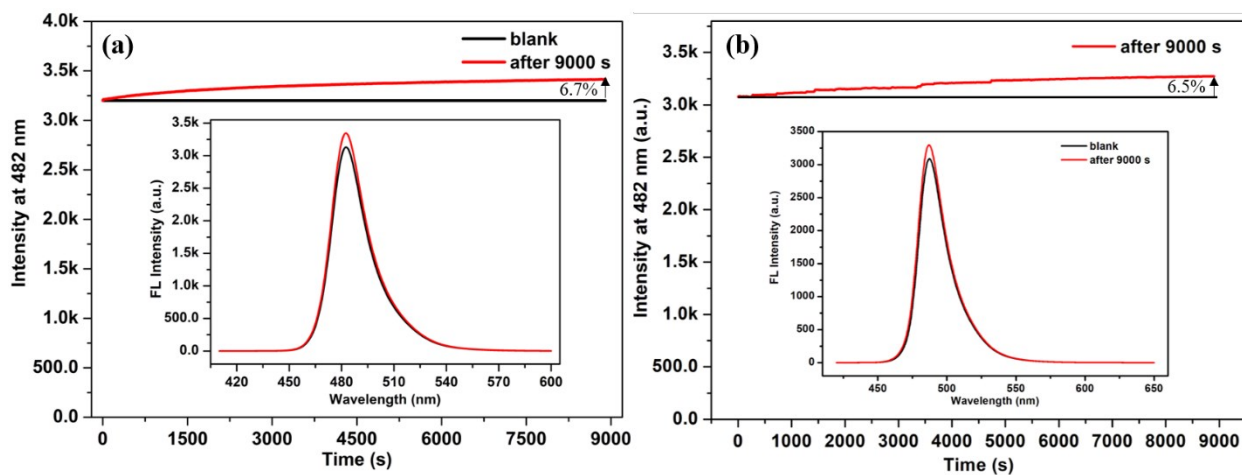 (a)
blank
after 9000 s
6.7%
Intensity at 482 nm
4.0k
3.5k
3.0k
2.5k
2.0k
1.5k
1.0k
500.0
0.0
0 1500 3000 4500 6000 7500 9000
Time (s)
FL Intensity (a.u.)
3.5k
3.0k
2.5k
2.0k
1.5k
1.0k
500.0
0.0
420 450 480 510 540 570 600
Wavelength (nm)
(b)
after 9000 s
6.5%
Intensity at 482 nm (a.u.)
3.5k
3.0k
2.5k
2.0k
1.5k
1.0k
500.0
0.0
0 1000 2000 3000 4000 5000 6000 7000 8000 9000
Time (s)
FL Intensity (a.u.)
3500
3000
2500
2000
1500
1000
500
0
blank
after 9000 s
450 500 550 600 650
Wavelength (nm)